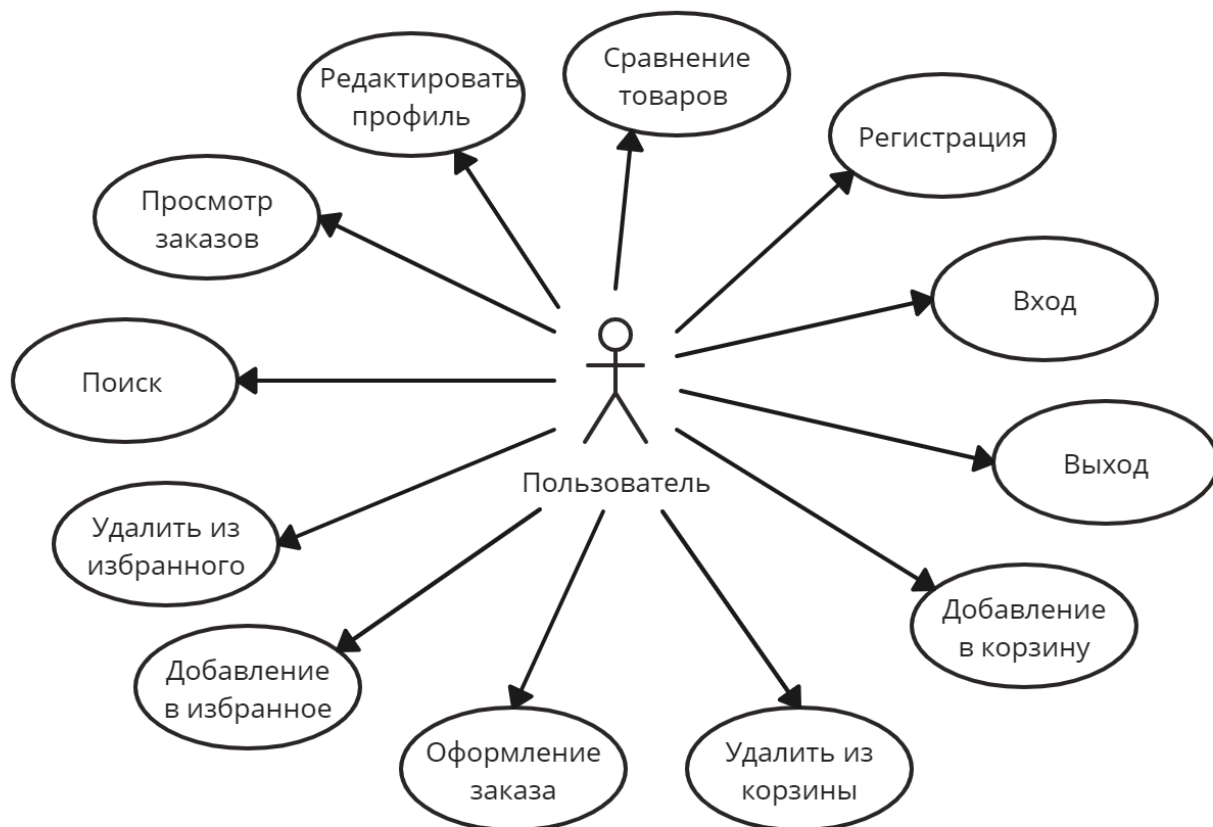 Редактировать
профиль
Сравнение
товаров
Регистрация
Просмотр
заказов
Вход
Поиск
Выход
Пользователь
Удалить из
избранного
Добавление
в корзину
Добавление
в избранное
Оформление
заказа
Удалить из
корзины